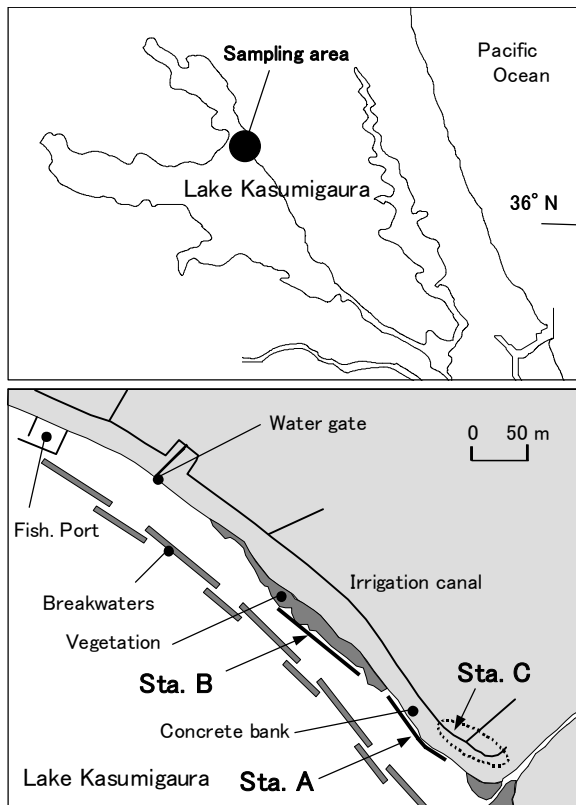 Sampling area
Pacific
Ocean
Lake Kasumigaura
36° N
Water gate
0 50 m
Fish. Port
Irrigation canal
Breakwaters
Vegetation
Sta. C
Sta. B
Concrete bank
Lake Kasumigaura
Sta. A